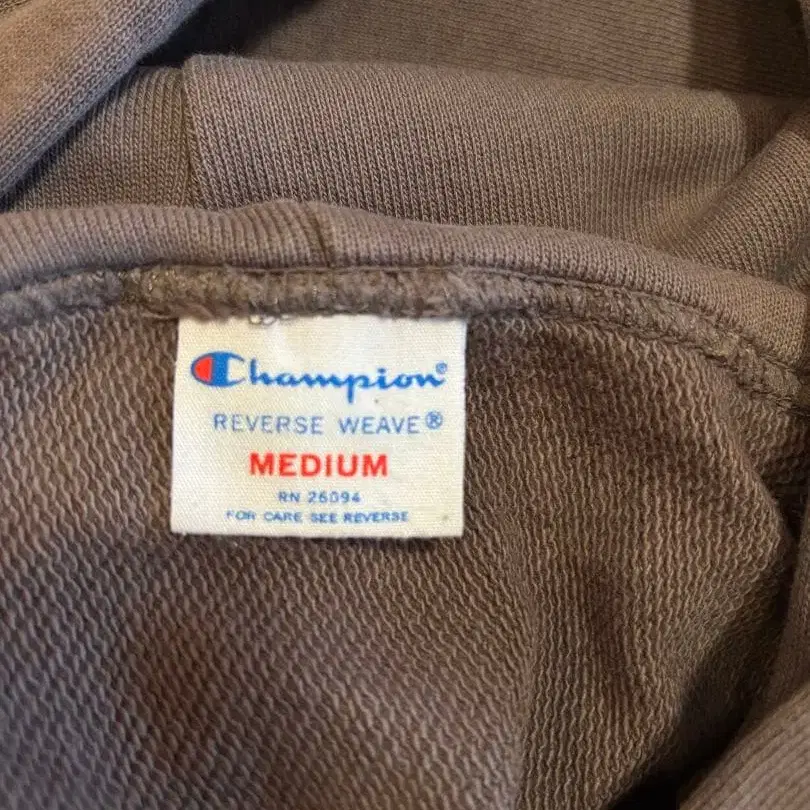 Champion®
REVERSE WEAVE®
MEDIUM
RN 26094
FOR CARE SEE REVERSE